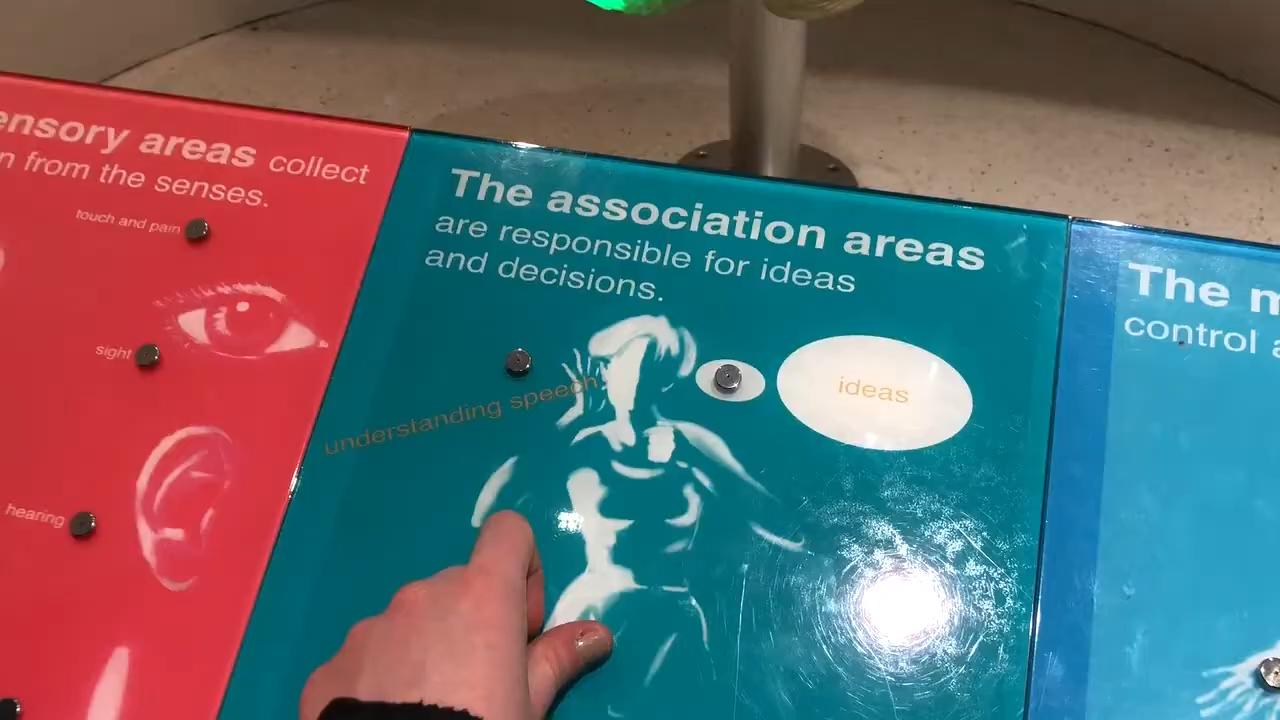 ensory areas collect
n from the senses.
touch and pain
sight
hearing
The association areas
are responsible for ideas
and decisions.
understanding speech
ideas
The m
control a